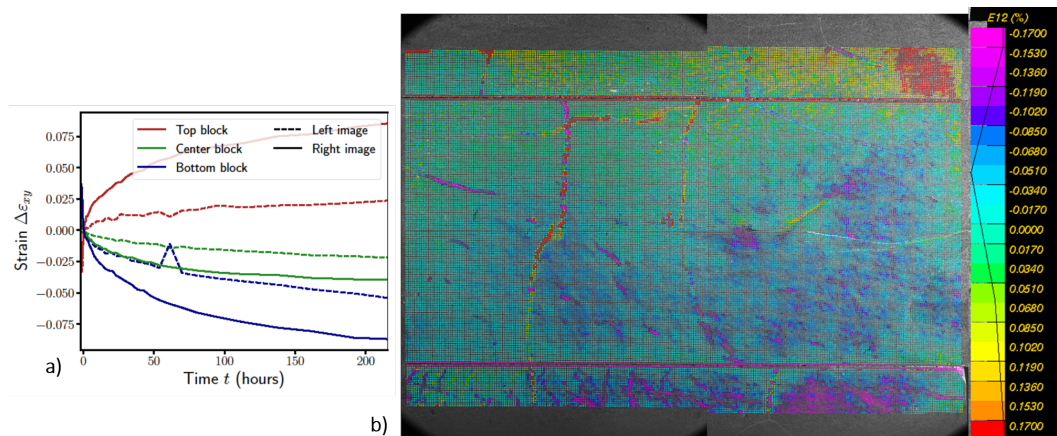 0.075
0.050
0.025
0.000
−0.025
−0.050
−0.075
Strain Δε_xy
Top block
Center block
Bottom block
Left image
Right image
0 50 100 150 200
Time t (hours)
a)
b)
E12 (%)
-0.1700
-0.1530
-0.1360
-0.1190
-0.1020
-0.0850
-0.0680
-0.0510
-0.0340
-0.0170
0.0000
0.0170
0.0340
0.0510
0.0680
0.0850
0.1020
0.1190
0.1360
0.1530
0.1700